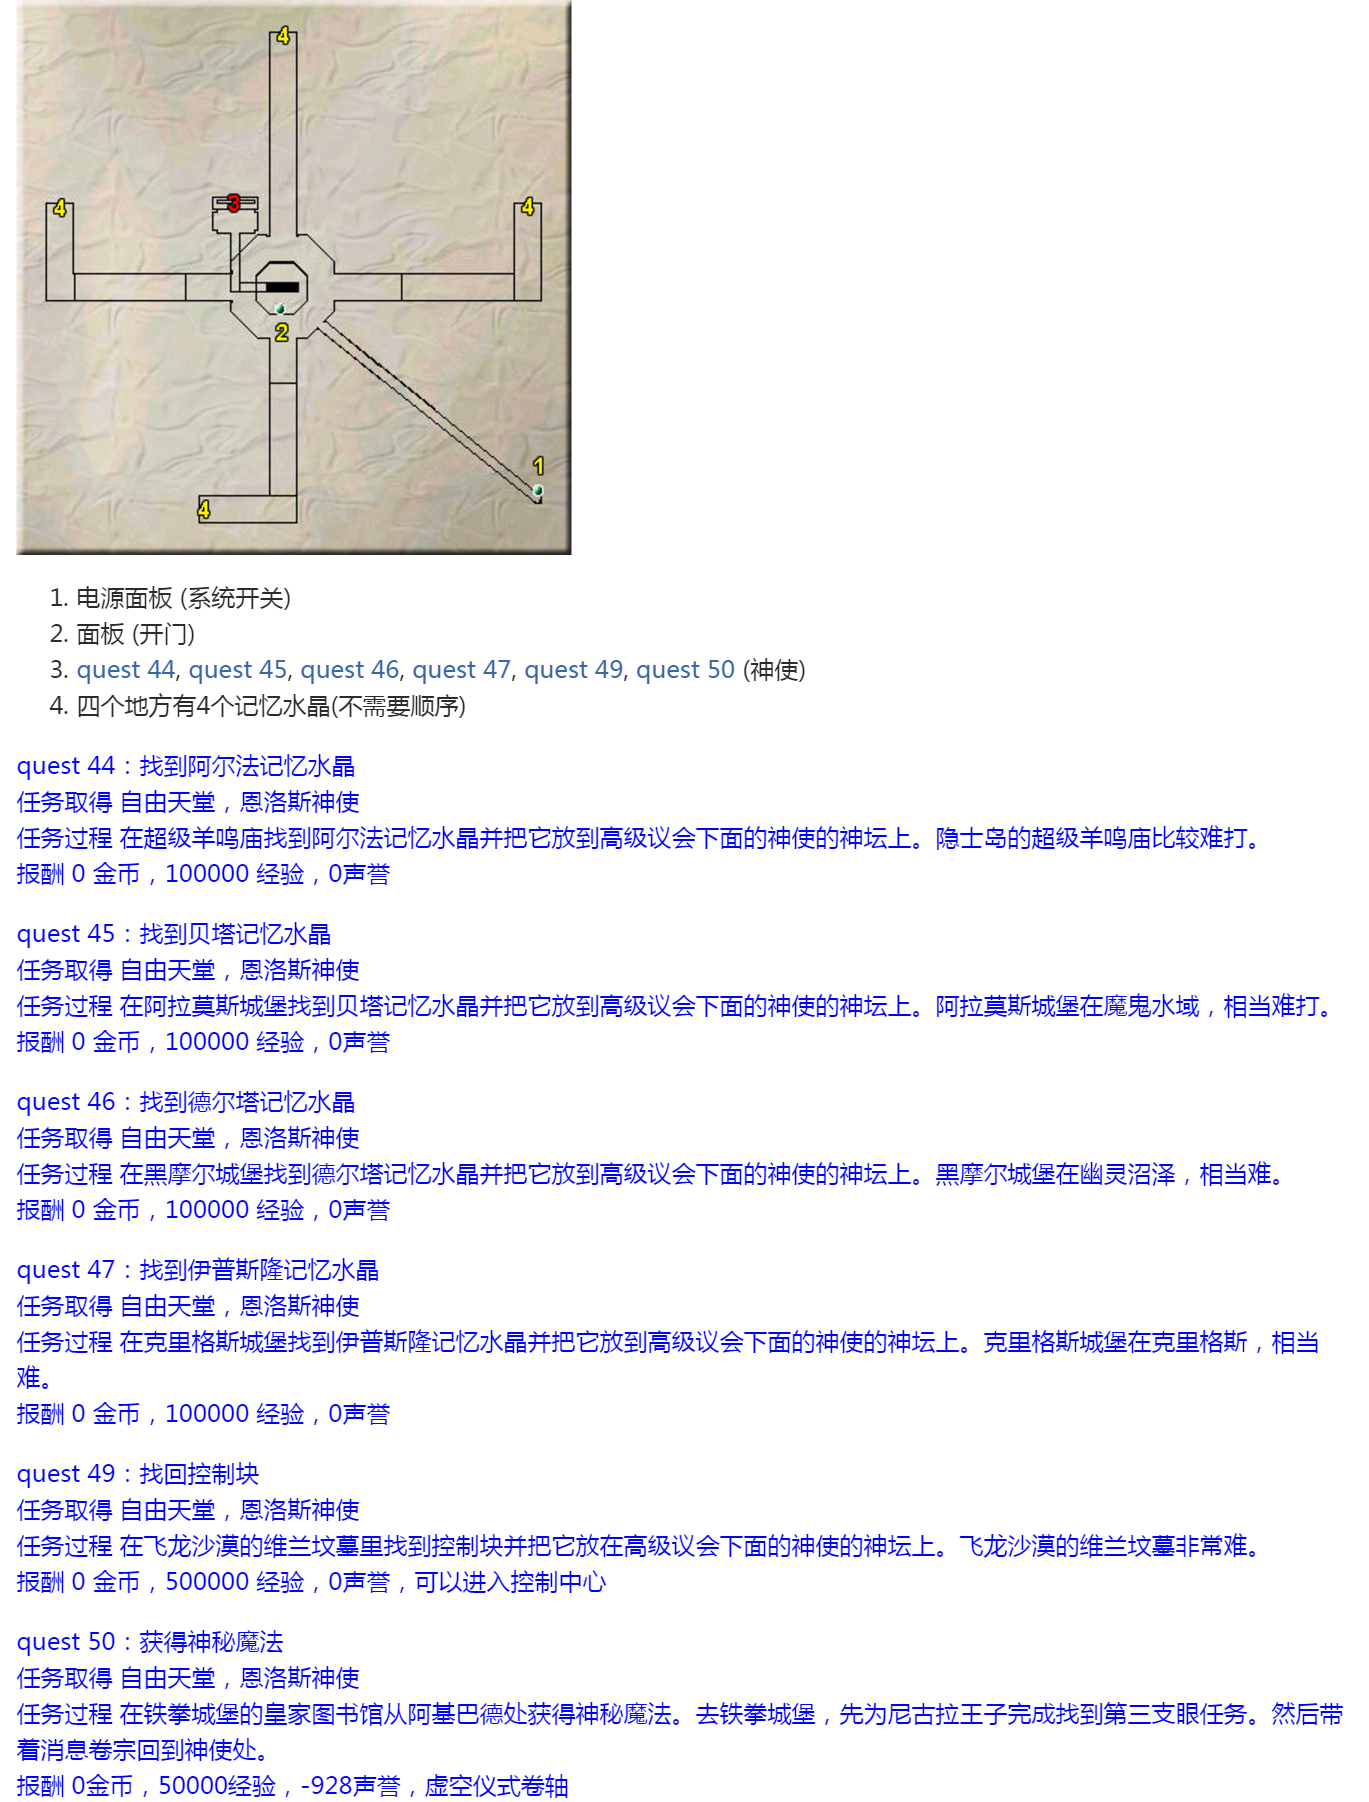 4
4
3
4
2
1
4
1. 电源面板 (系统开关)
2. 面板 (开门)
3. quest 44, quest 45, quest 46, quest 47, quest 49, quest 50 (神使)
4. 四个地方有4个记忆水晶(不需要顺序)
quest 44：找到阿尔法记忆水晶
任务取得 自由天堂，恩洛斯神使
任务过程 在超级羊鸣庙找到阿尔法记忆水晶并把它放到高级议会下面的神使的神坛上。隐士岛的超级羊鸣庙比较难打。
报酬 0 金币，100000 经验，0声誉
quest 45：找到贝塔记忆水晶
任务取得 自由天堂，恩洛斯神使
任务过程 在阿拉莫斯城堡找到贝塔记忆水晶并把它放到高级议会下面的神使的神坛上。阿拉莫斯城堡在魔鬼水域，相当难打。
报酬 0 金币，100000 经验，0声誉
quest 46：找到德尔塔记忆水晶
任务取得 自由天堂，恩洛斯神使
任务过程 在黑摩尔城堡找到德尔塔记忆水晶并把它放到高级议会下面的神使的神坛上。黑摩尔城堡在幽灵沼泽，相当难。
报酬 0 金币，100000 经验，0声誉
quest 47：找到伊普斯隆记忆水晶
任务取得 自由天堂，恩洛斯神使
任务过程 在克里格斯城堡找到伊普斯隆记忆水晶并把它放到高级议会下面的神使的神坛上。克里格斯城堡在克里格斯，相当
难。
报酬 0 金币，100000 经验，0声誉
quest 49：找回控制块
任务取得 自由天堂，恩洛斯神使
任务过程 在飞龙沙漠的维兰坟墓里找到控制块并把它放在高级议会下面的神使的神坛上。飞龙沙漠的维兰坟墓非常难。
报酬 0 金币，500000 经验，0声誉，可以进入控制中心
quest 50：获得神秘魔法
任务取得 自由天堂，恩洛斯神使
任务过程 在铁拳城堡的皇家图书馆从阿基巴德处获得神秘魔法。去铁拳城堡，先为尼古拉王子完成找到第三支眼任务。然后带
着消息卷宗回到神使处。
报酬 0金币，50000经验，-928声誉，虚空仪式卷轴